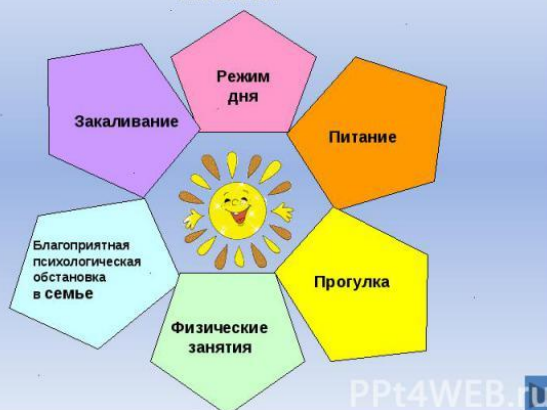 Режим
дня
Закаливание
Питание
Благоприятная
психологическая
обстановка
в семье
Прогулка
Физические
занятия
PPt4WEB.ru